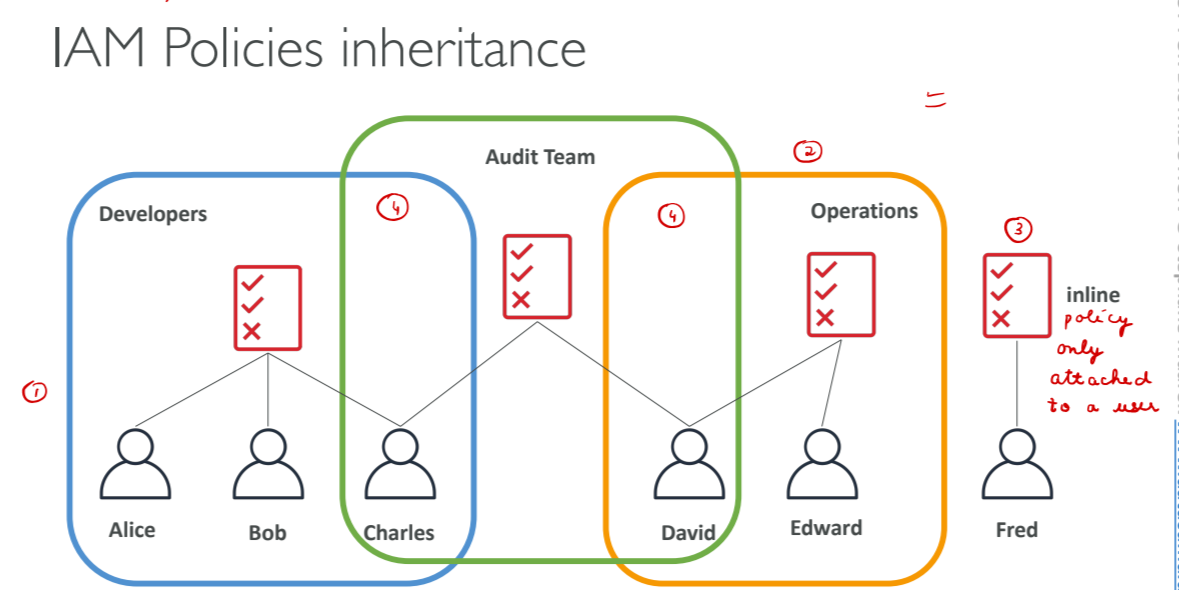 IAM Policies inheritance
=
Audit Team
②
Developers
④
④
Operations
③
inline
policy
only
attached
to a user
①
Alice
Bob
Charles
David
Edward
Fred